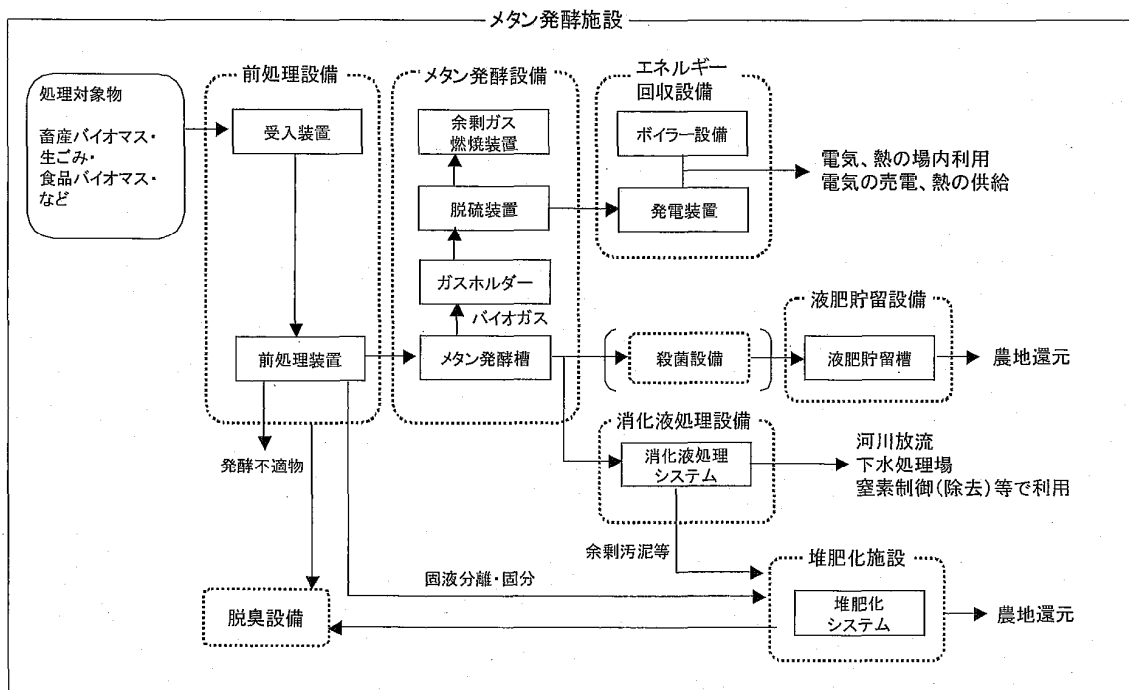 メタン発酵施設
処理対象物
畜産バイオマス・
生ごみ・
食品バイオマス・
など
前処理設備
受入装置
前処理装置
発酵不適物
メタン発酵設備
余剰ガス
燃焼装置
脱硫装置
ガスホルダー
バイオガス
メタン発酵槽
エネルギー
回収設備
ボイラー設備
発電装置
電気、熱の場内利用
電気の売電、熱の供給
殺菌設備
液肥貯留設備
液肥貯留槽
農地還元
消化液処理設備
消化液処理
システム
河川放流
下水処理場
窒素制御(除去)等で利用
余剰汚泥等
固液分離・固分
堆肥化施設
堆肥化
システム
農地還元
脱臭設備